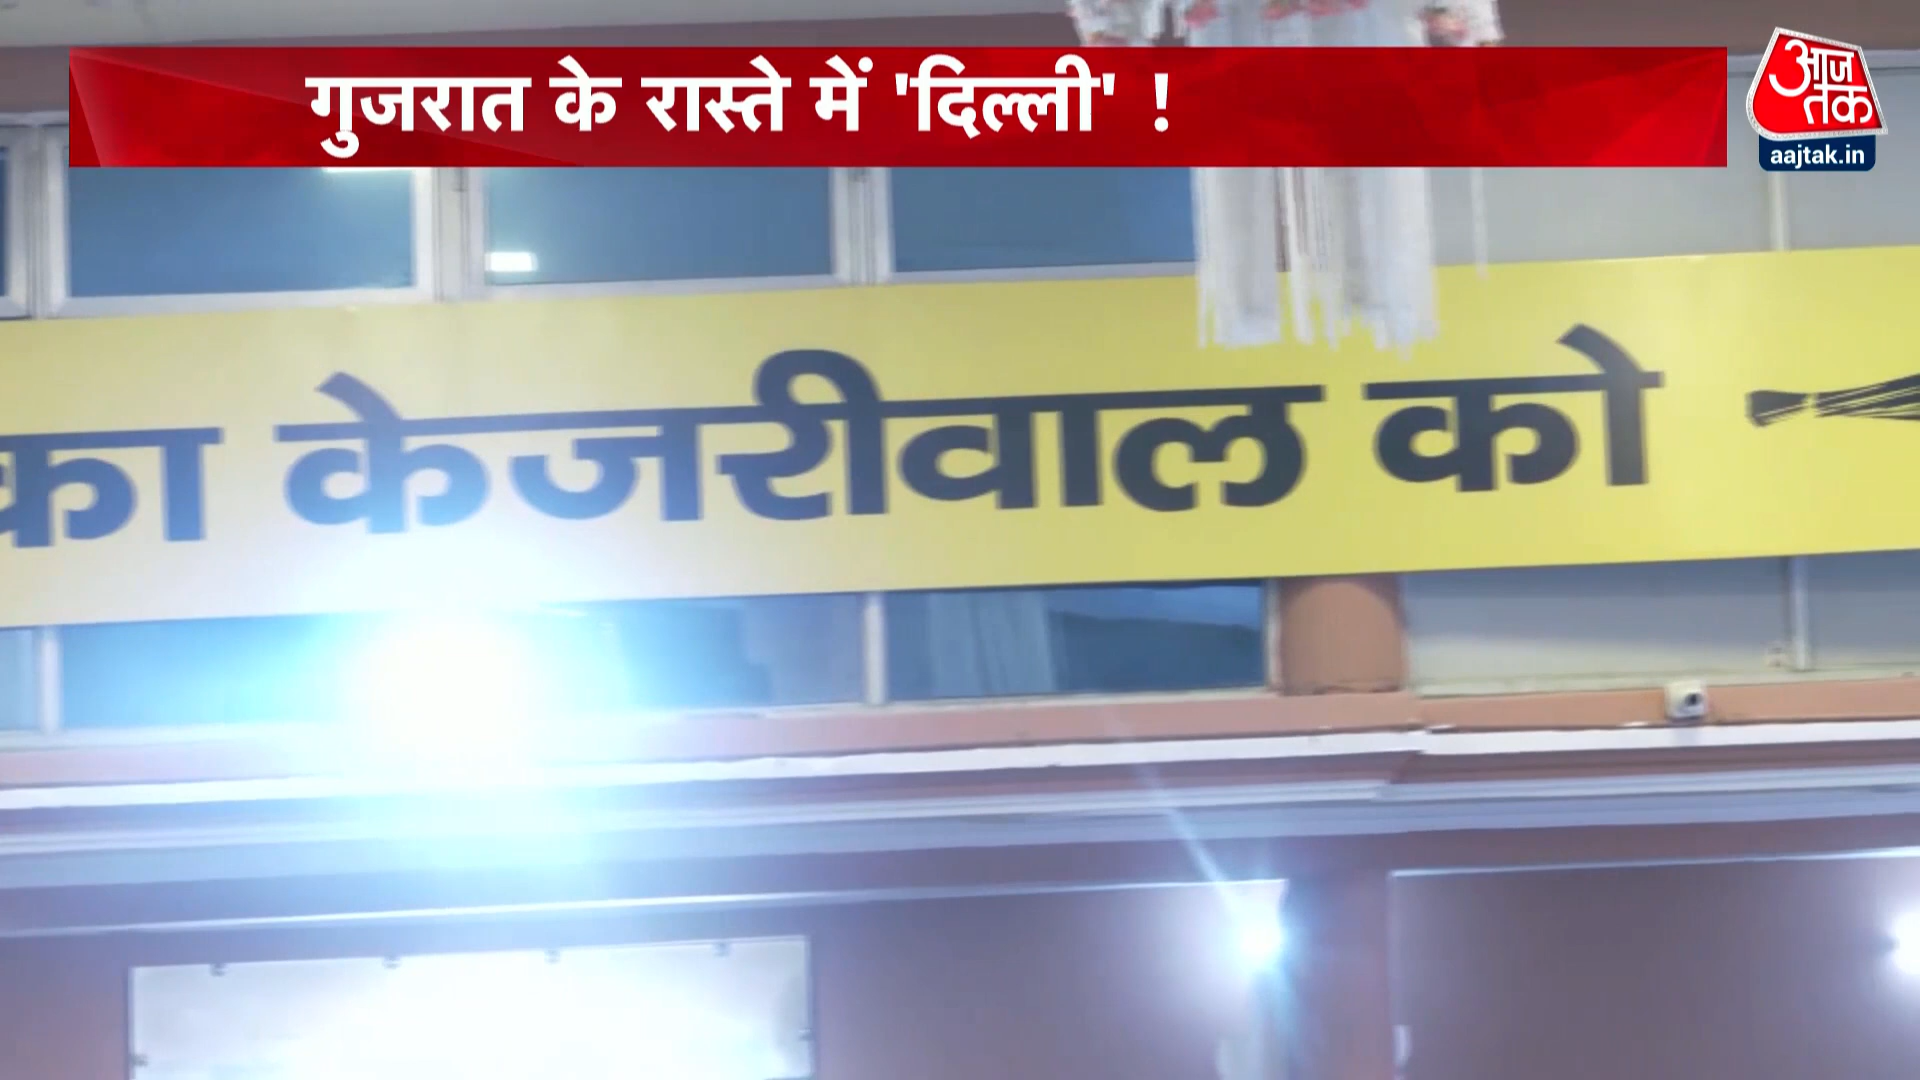 गुजरात के रास्ते में 'दिल्ली' !
आज
तक
aajtak.in
का केजरीवाल को